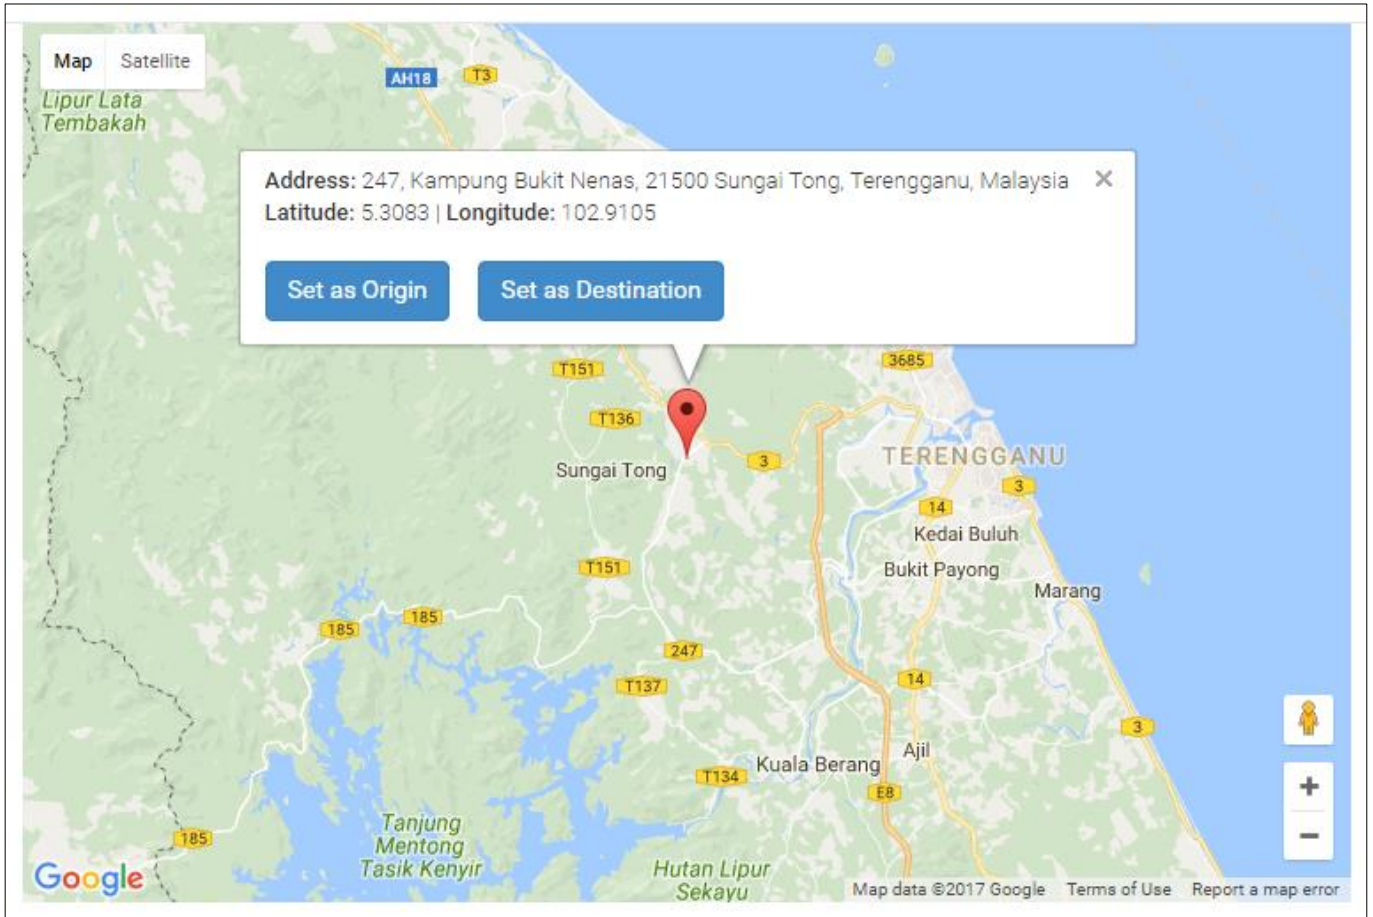 Map Satellite
AH18
T3
Lipur Lata
Tembakah
Address: 247, Kampung Bukit Nenas, 21500 Sungai Tong, Terengganu, Malaysia ×
Latitude: 5.3083 | Longitude: 102.9105
Set as Origin Set as Destination
T151
3685
T136
TERENGGANU
3
Sungai Tong
3
14
Kedai Buluh
T151
Bukit Payong
Marang
185
185
247
14
T137
3
Ajil
Kuala Berang
T134
E8
+
−
185
Tanjung
Mentong
Tasik Kenyir
Hutan Lipur
Sekayu
Google
Map data ©2017 Google Terms of Use Report a map error